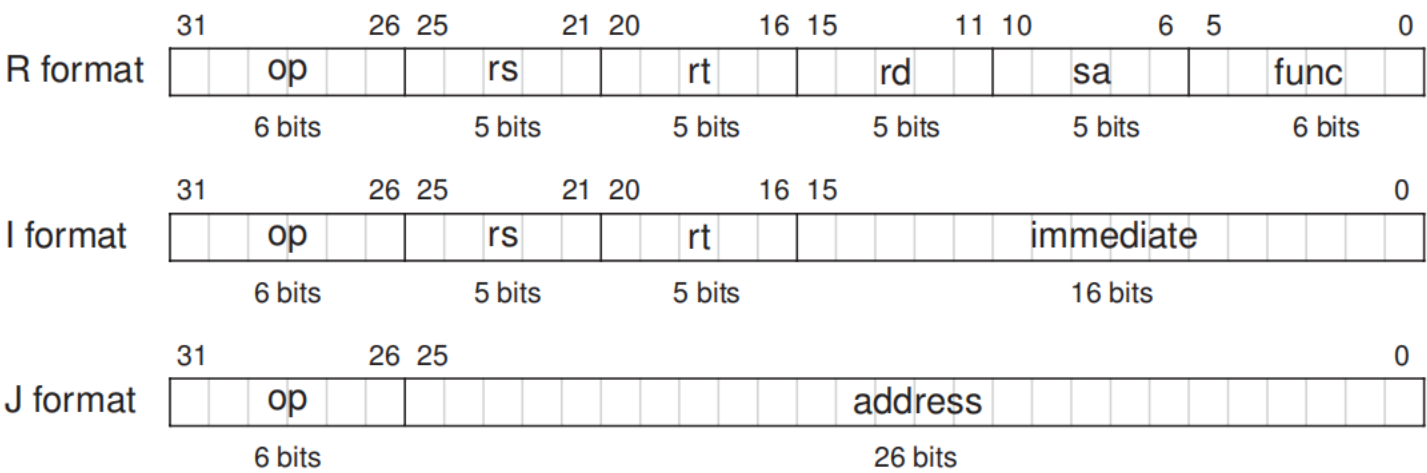 31 26 25 21 20 16 15 11 10 6 5 0
R format op rs rt rd sa func
6 bits 5 bits 5 bits 5 bits 5 bits 6 bits
31 26 25 21 20 16 15 0
I format op rs rt immediate
6 bits 5 bits 5 bits 16 bits
31 26 25 0
J format op address
6 bits 26 bits